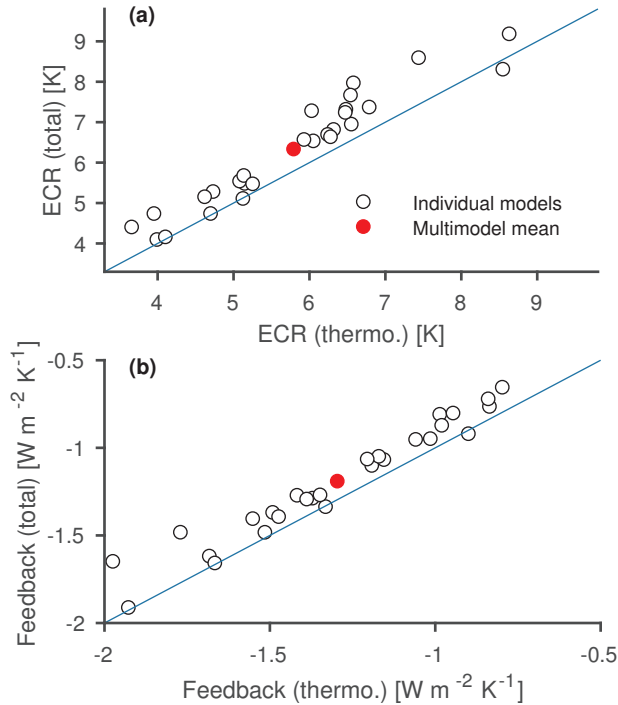 (a)
9
8
7
6
5
4
ECR (total) [K]
Individual models
Multimodel mean
4 5 6 7 8 9
ECR (thermo.) [K]
(b)
-0.5
-1
-1.5
-2
Feedback (total) [W m⁻² K⁻¹]
-2 -1.5 -1 -0.5
Feedback (thermo.) [W m⁻² K⁻¹]